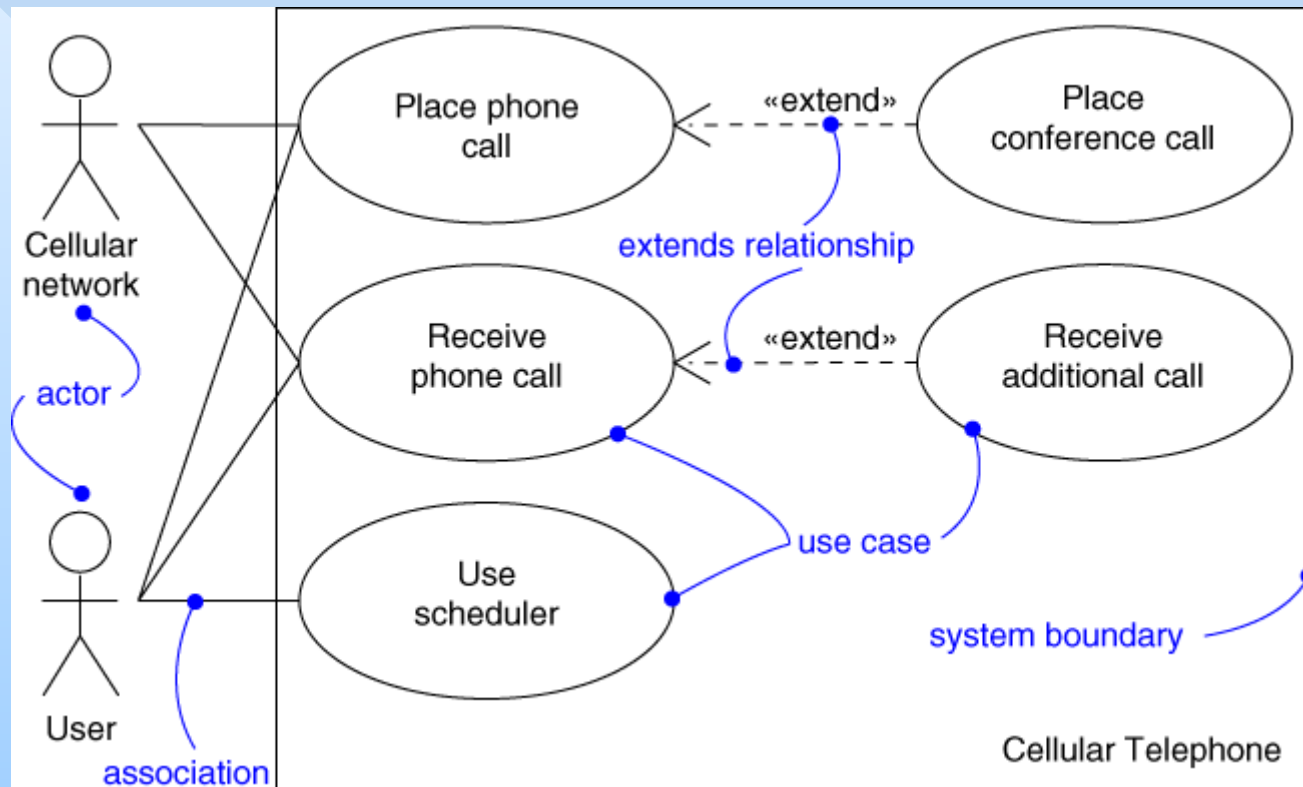 Place phone
call
«extend»
Place
conference call
Cellular
network
extends relationship
Receive
phone call
«extend»
Receive
additional call
actor
use case
Use
scheduler
system boundary
User
association
Cellular Telephone